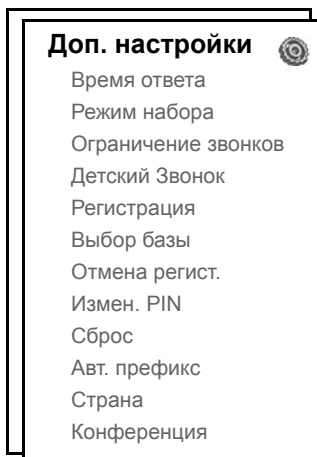 Доп. настройки
Время ответа
Режим набора
Ограничение звонков
Детский Звонок
Регистрация
Выбор базы
Отмена регист.
Измен. PIN
Сброс
Авт. префикс
Страна
Конференция